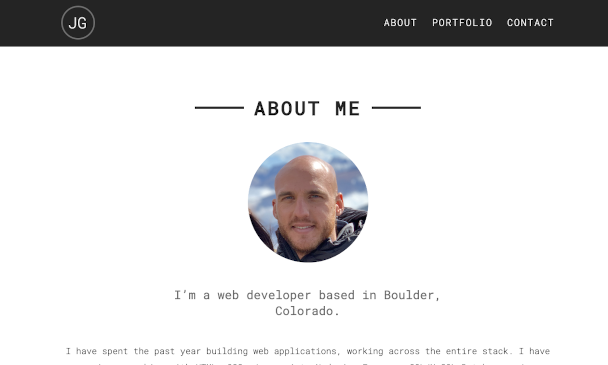 JG
ABOUT PORTFOLIO CONTACT
ABOUT ME
I'm a web developer based in Boulder,
Colorado.
I have spent the past year building web applications, working across the entire stack. I have